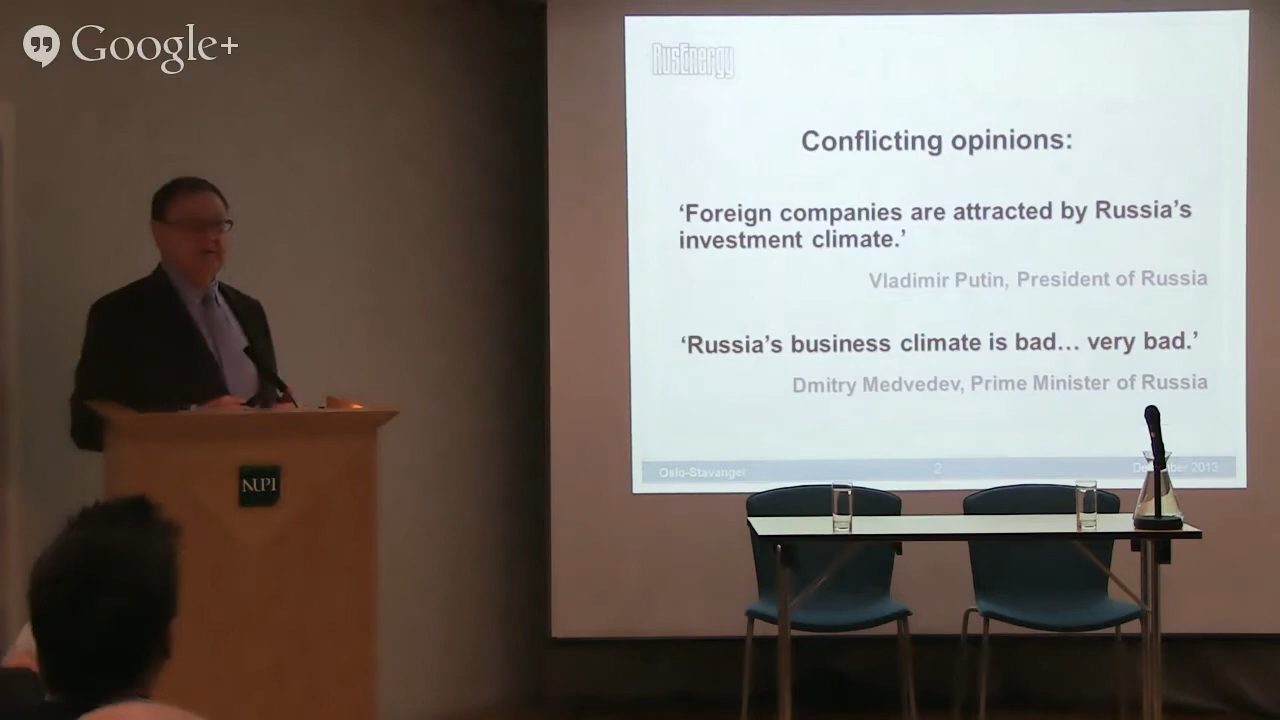 Google+
RusEnergy
Conflicting opinions:
‘Foreign companies are attracted by Russia’s
investment climate.’
Vladimir Putin, President of Russia
‘Russia’s business climate is bad... very bad.’
Dmitry Medvedev, Prime Minister of Russia
Oslo-Stavanger
2
2013
NUPI